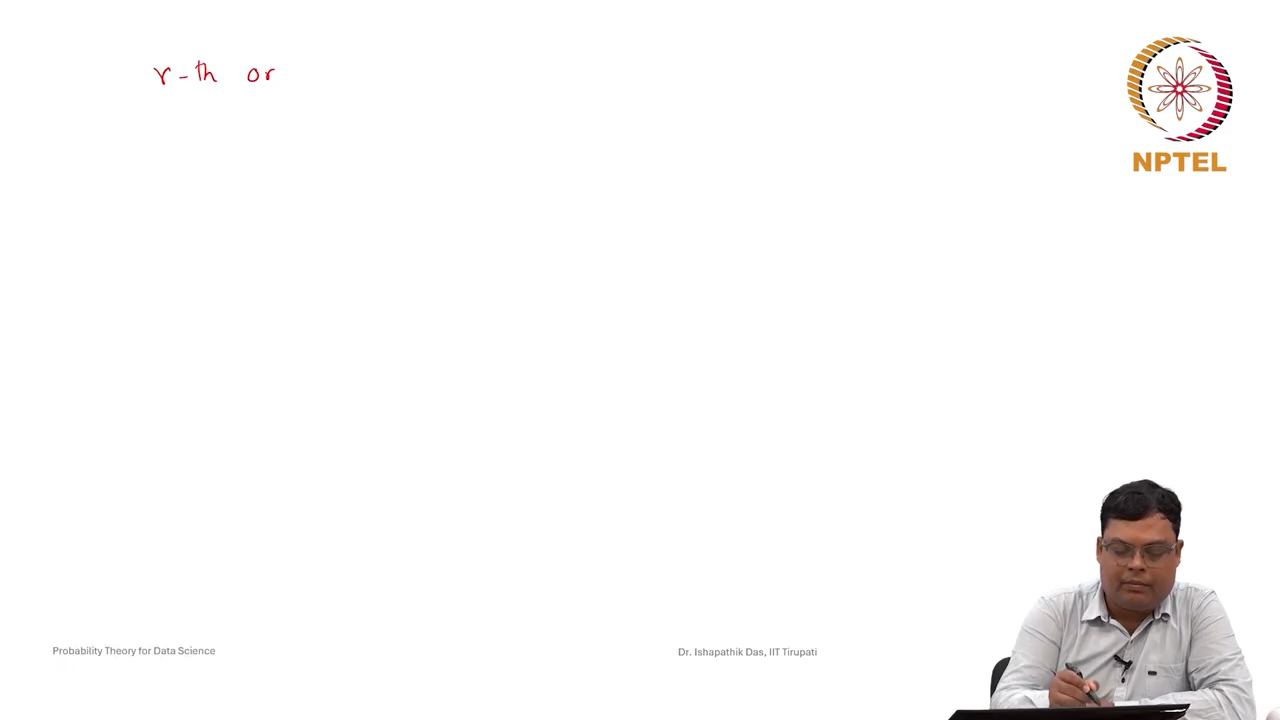 r-th or
NPTEL
Probability Theory for Data Science
Dr. Ishapathik Das, IIT Tirupati